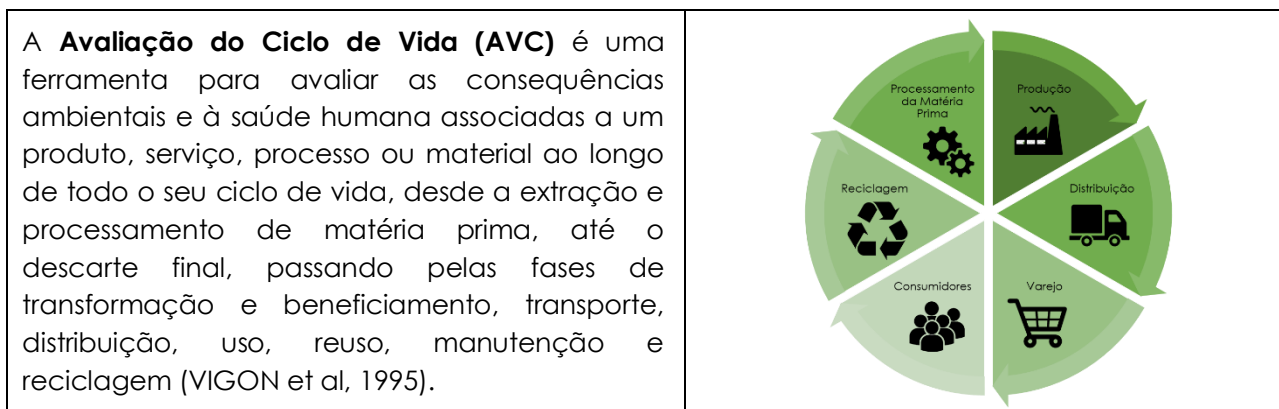 A Avaliação do Ciclo de Vida (AVC) é uma
ferramenta para avaliar as consequências
ambientais e à saúde humana associadas a um
produto, serviço, processo ou material ao longo
de todo o seu ciclo de vida, desde a extração e
processamento de matéria prima, até o
descarte final, passando pelas fases de
transformação e beneficiamento, transporte,
distribuição, uso, reuso, manutenção e
reciclagem (VIGON et al, 1995).
Processamento
da Matéria
Prima
Produção
Distribuição
Varejo
Consumidores
Reciclagem